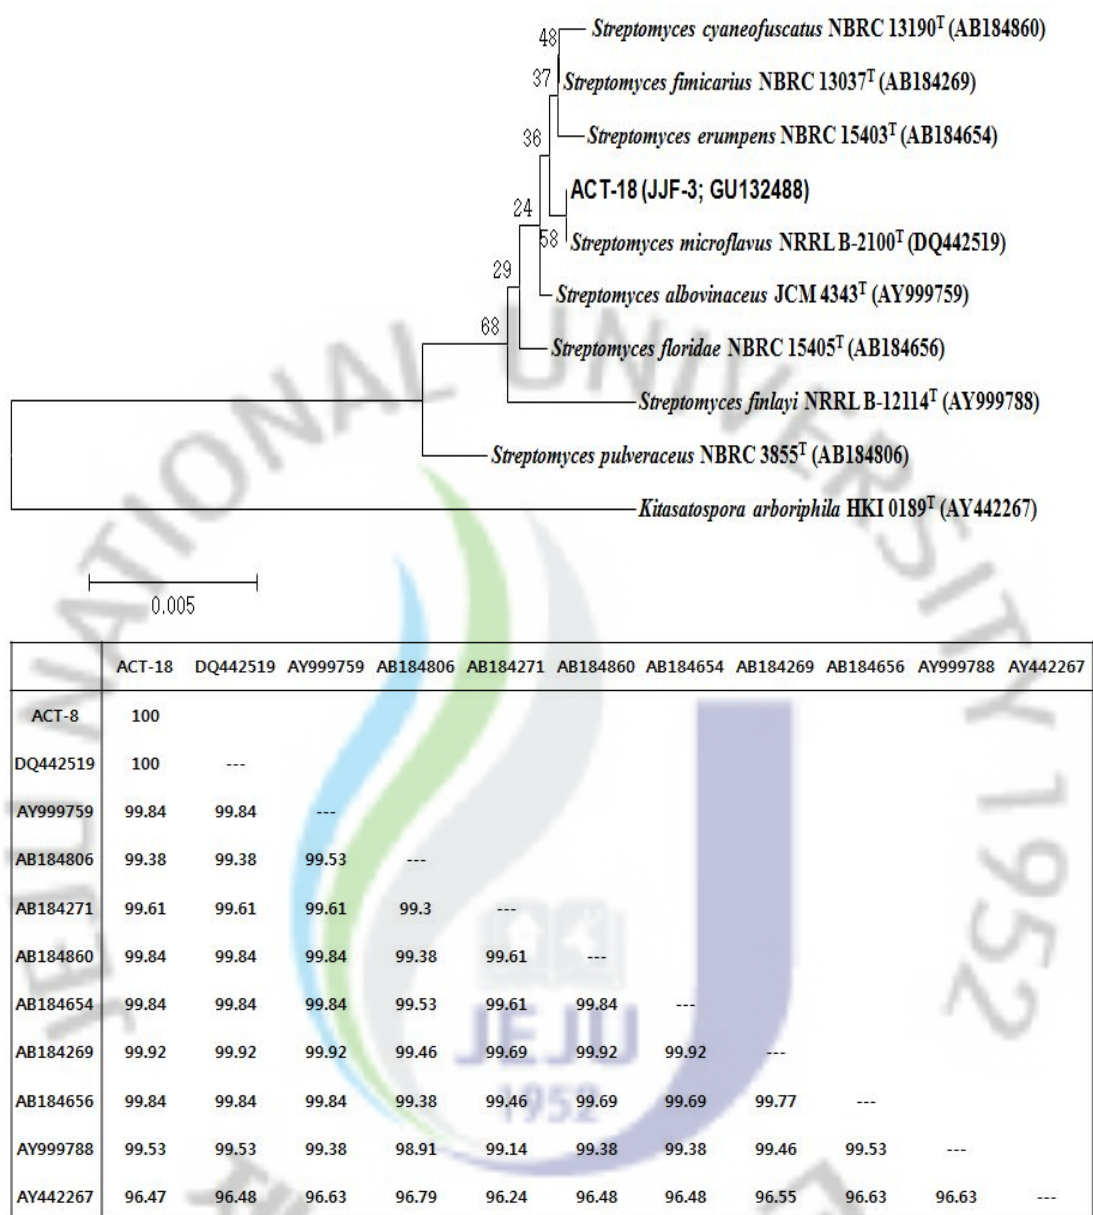 48 Streptomyces cyaneofuscatus NBRC 13190ᵀ (AB184860)
37 Streptomyces fimicarius NBRC 13037ᵀ (AB184269)
Streptomyces erumpens NBRC 15403ᵀ (AB184654)
36
ACT-18 (JJF-3; GU132488)
24
58 Streptomyces microflavus NRRL B-2100ᵀ (DQ442519)
29
Streptomyces albovinaceus JCM 4343ᵀ (AY999759)
68
Streptomyces floridae NBRC 15405ᵀ (AB184656)
Streptomyces finlayi NRRL B-12114ᵀ (AY999788)
Streptomyces pulveraceus NBRC 3855ᵀ (AB184806)
Kitasatospora arboriphila HKI 0189ᵀ (AY442267)
0.005
ACT-18 DQ442519 AY999759 AB184806 AB184271 AB184860 AB184654 AB184269 AB184656 AY999788 AY442267
ACT-8 100
DQ442519 100 ---
AY999759 99.84 99.84 ---
AB184806 99.38 99.38 99.53 ---
AB184271 99.61 99.61 99.61 99.3 ---
AB184860 99.84 99.84 99.84 99.38 99.61 ---
AB184654 99.84 99.84 99.84 99.53 99.61 99.84 ---
AB184269 99.92 99.92 99.92 99.46 99.69 99.92 99.92 ---
AB184656 99.84 99.84 99.84 99.38 99.46 99.69 99.69 99.77 ---
AY999788 99.53 99.53 99.38 98.91 99.14 99.38 99.38 99.46 99.53 ---
AY442267 96.47 96.48 96.63 96.79 96.24 96.48 96.48 96.55 96.63 96.63 ---
JEJU NATIONAL UNIVERSITY 1952
JEJU
1952